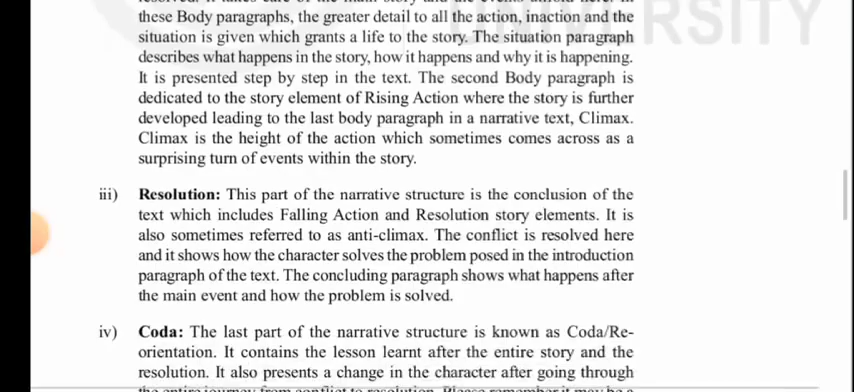 these Body paragraphs, the greater detail to all the action, inaction and the
situation is given which grants a life to the story. The situation paragraph
describes what happens in the story, how it happens and why it is happening.
It is presented step by step in the text. The second Body paragraph is
dedicated to the story element of Rising Action where the story is further
developed leading to the last body paragraph in a narrative text, Climax.
Climax is the height of the action which sometimes comes across as a
surprising turn of events within the story.
iii) Resolution: This part of the narrative structure is the conclusion of the
text which includes Falling Action and Resolution story elements. It is
also sometimes referred to as anti-climax. The conflict is resolved here
and it shows how the character solves the problem posed in the introduction
paragraph of the text. The concluding paragraph shows what happens after
the main event and how the problem is solved.
iv) Coda: The last part of the narrative structure is known as Coda/Re-
orientation. It contains the lesson learnt after the entire story and the
resolution. It also presents a change in the character after going through